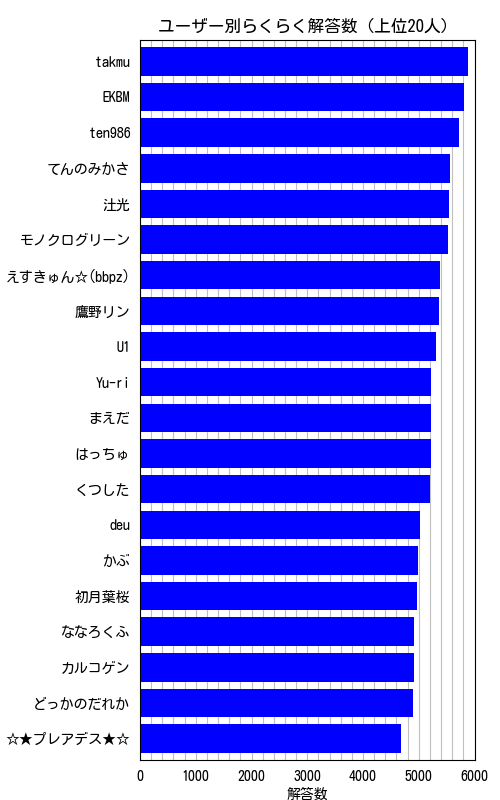 ユーザー別らくらく解答数 (上位20人)
takmu
EKBM
ten986
てんのみかさ
汢光
モノクログリーン
えすきゅん☆(bbpz)
鷹野リン
U1
Yu-ri
まえだ
はっちゅ
くつした
deu
かぶ
初月葉桜
ななろくふ
カルコゲン
どっかのだれか
☆★プレアデス★☆
0 1000 2000 3000 4000 5000 6000
解答数